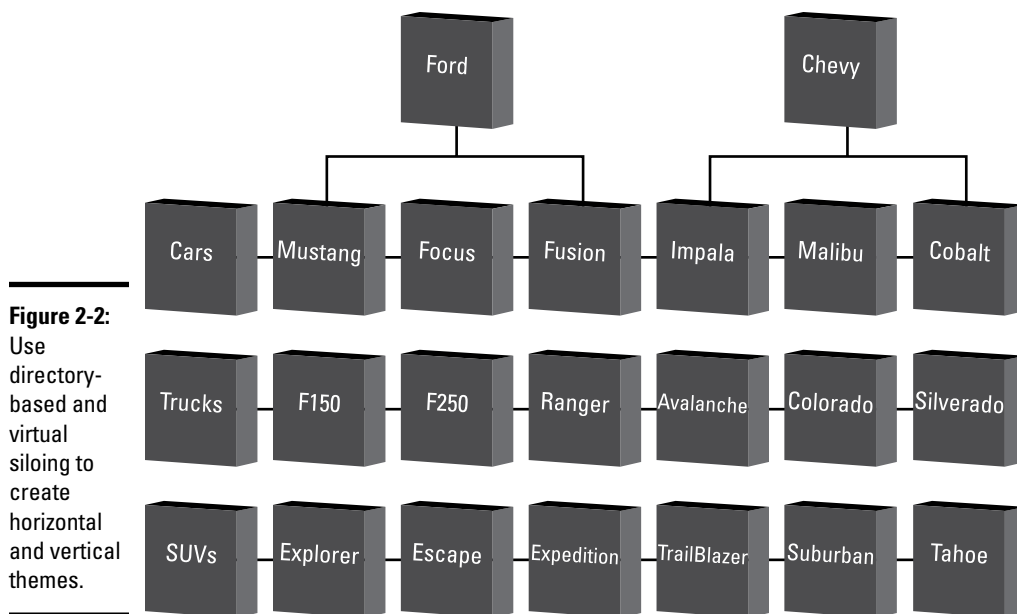 Ford
Chevy
Cars
Mustang
Focus
Fusion
Impala
Malibu
Cobalt
Trucks
F150
F250
Ranger
Avalanche
Colorado
Silverado
SUVs
Explorer
Escape
Expedition
TrailBlazer
Suburban
Tahoe
Figure 2-2:
Use
directory-
based and
virtual
siloing to
create
horizontal
and vertical
themes.